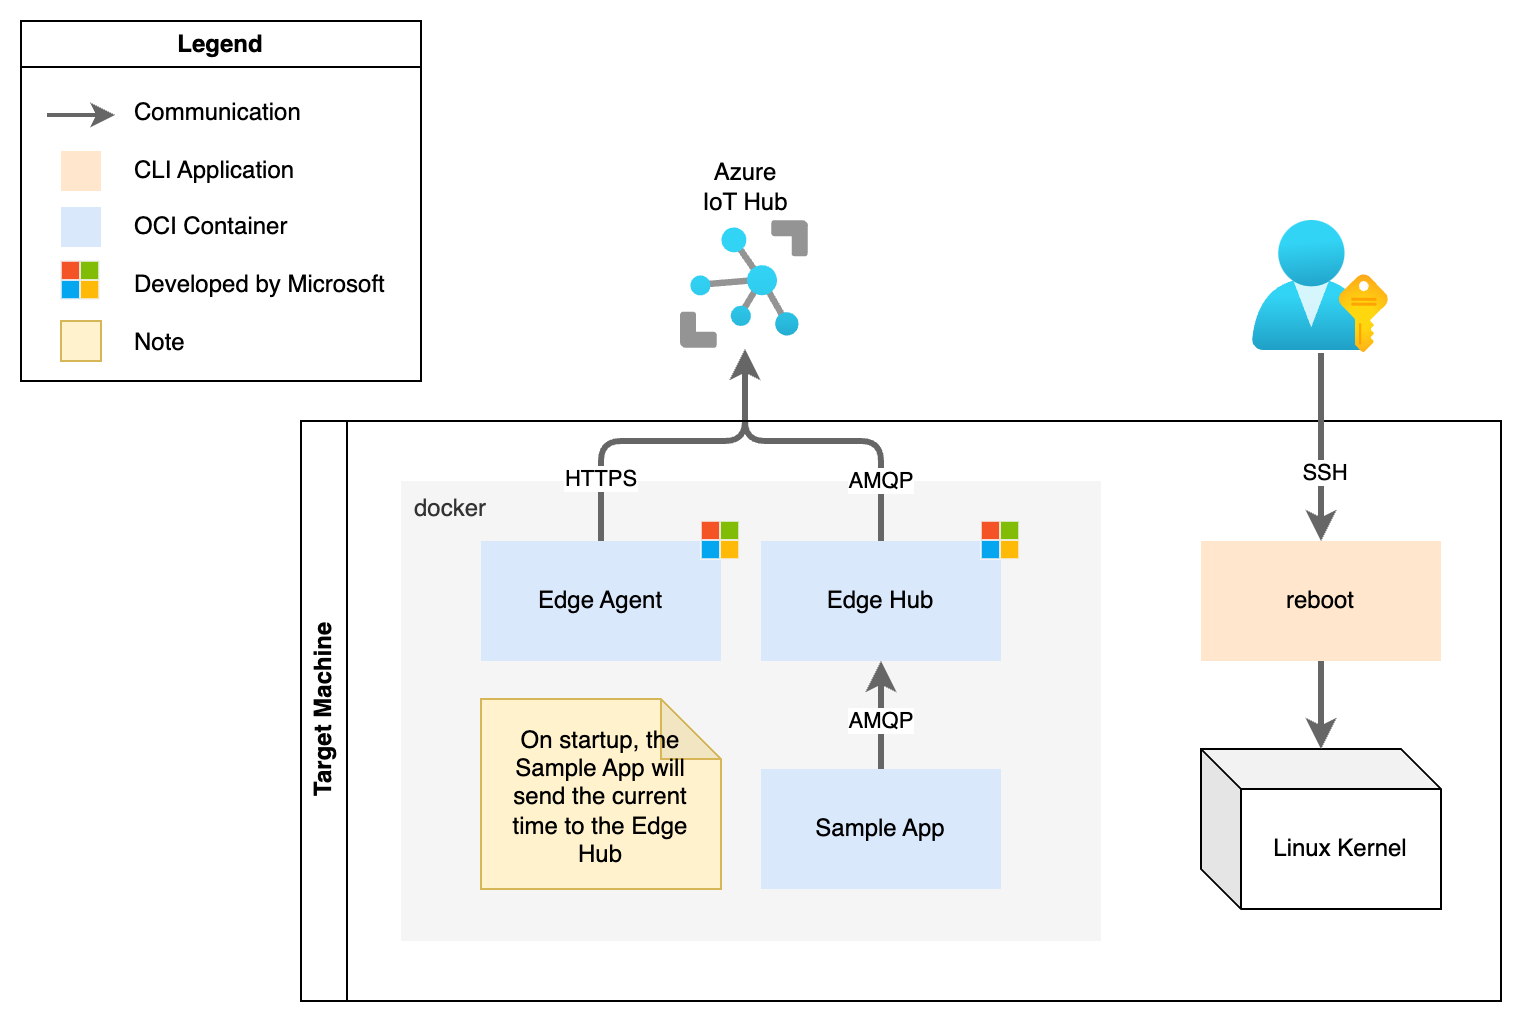 Legend
Communication
CLI Application
OCI Container
Developed by Microsoft
Note
Azure
IoT Hub
Target Machine
docker
HTTPS
AMQP
SSH
Edge Agent
Edge Hub
reboot
On startup, the
Sample App will
send the current
time to the Edge
Hub
AMQP
Sample App
Linux Kernel